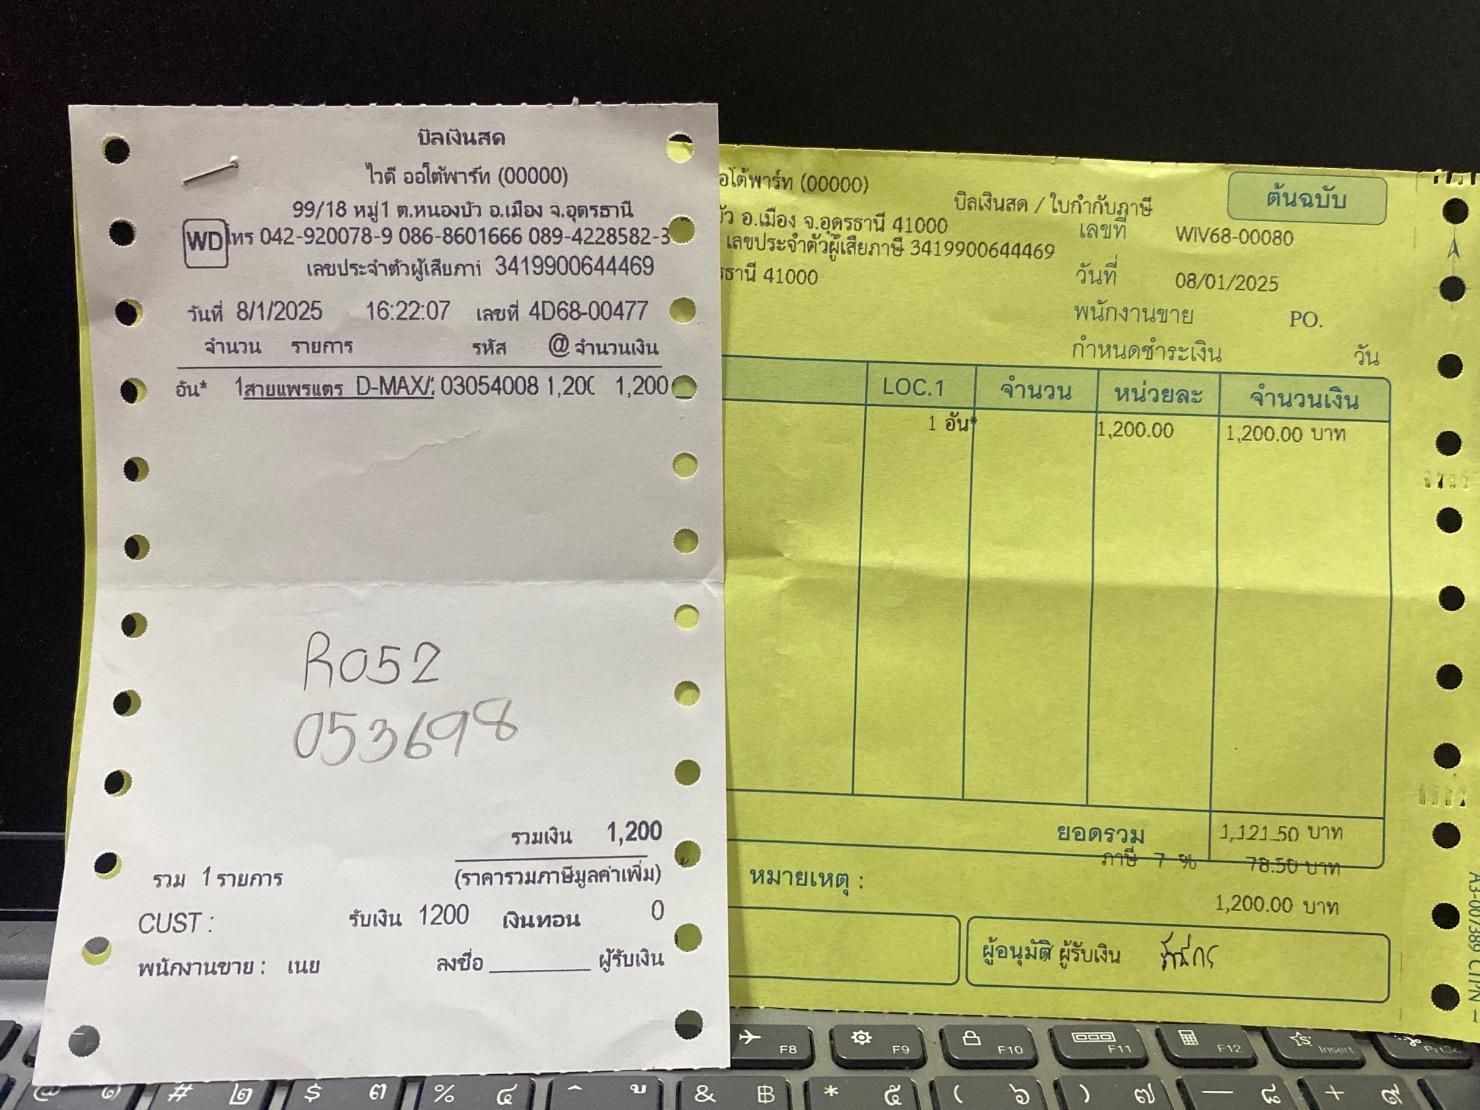 บิลเงินสด
ไวดี ออโต้พาร์ท (00000)
99/18 หมู่1 ต.หนองบัว อ.เมือง จ.อุดรธานี
WD โทร 042-920078-9 086-8601666 089-4228582-3
เลขประจำตัวผู้เสียภา 3419900644469
วันที่ 8/1/2025 16:22:07 เลขที่ 4D68-00477
จำนวน รายการ รหัส @ จำนวนเงิน
อัน* 1 สายแพรแตร D-MAX/ 03054008 1,200 1,200
R052
053698
รวมเงิน 1,200
รวม 1 รายการ (ราคารวมภาษีมูลค่าเพิ่ม)
CUST : รับเงิน 1200 เงินทอน 0
พนักงานขาย : เนย ลงชื่อ ผู้รับเงิน
อโต้พาร์ท (00000)
บิลเงินสด / ใบกำกับภาษี
ต้นฉบับ
ัว อ.เมือง จ.อุดรธานี 41000
เลขที่ WIV68-00080
เลขประจำตัวผู้เสียภาษี 3419900644469
รธานี 41000
วันที่ 08/01/2025
พนักงานขาย PO.
กำหนดชำระเงิน วัน
LOC.1 จำนวน หน่วยละ จำนวนเงิน
1 อัน* 1,200.00 1,200.00 บาท
ยอดรวม 1,121.50 บาท
ภาษี 7 % 78.50 บาท
หมายเหตุ :
1,200.00 บาท
ผู้อนุมัติ ผู้รับเงิน
F8 F9 F10 F11 F12 Insert PrtSc
@ ๑ # ๒ $ ๓ % ๔ ^ ู & ฿ * ๕ ( ๖ ) ๗ — ๘ + ๙